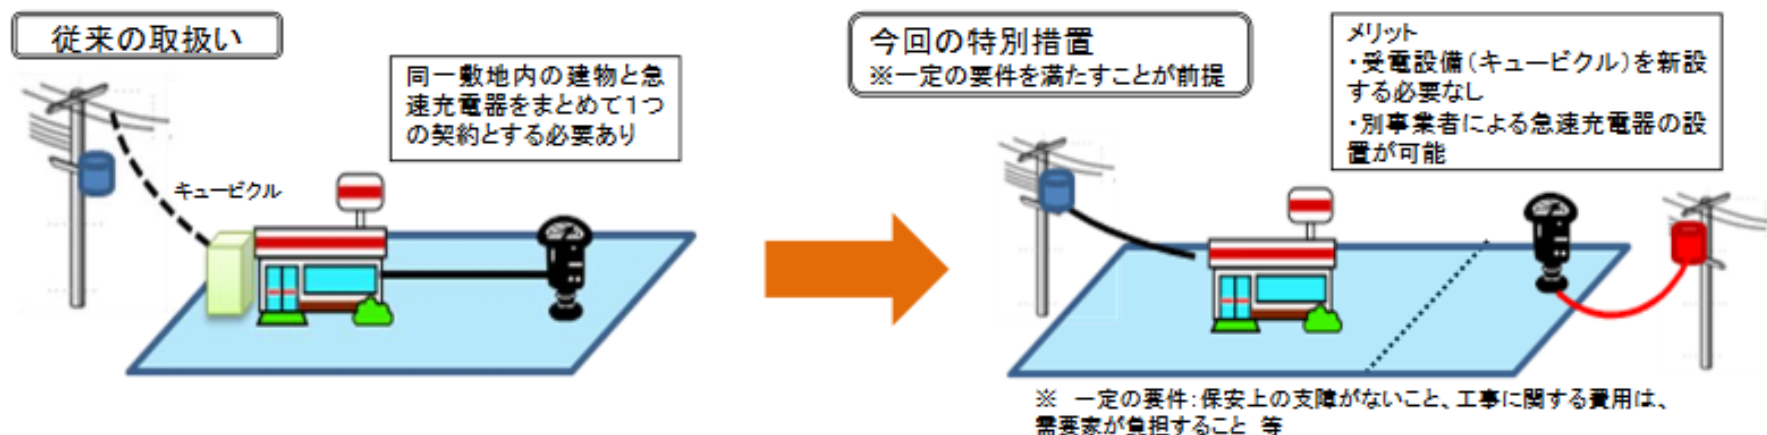 従来の取扱い
同一敷地内の建物と急
速充電器をまとめて1つ
の契約とする必要あり
キュービクル
今回の特別措置
※一定の要件を満たすことが前提
メリット
・受電設備(キュービクル)を新設
する必要なし
・別事業者による急速充電器の設
置が可能
※ 一定の要件:保安上の支障がないこと、工事に関する費用は、
需要家が負担すること 等